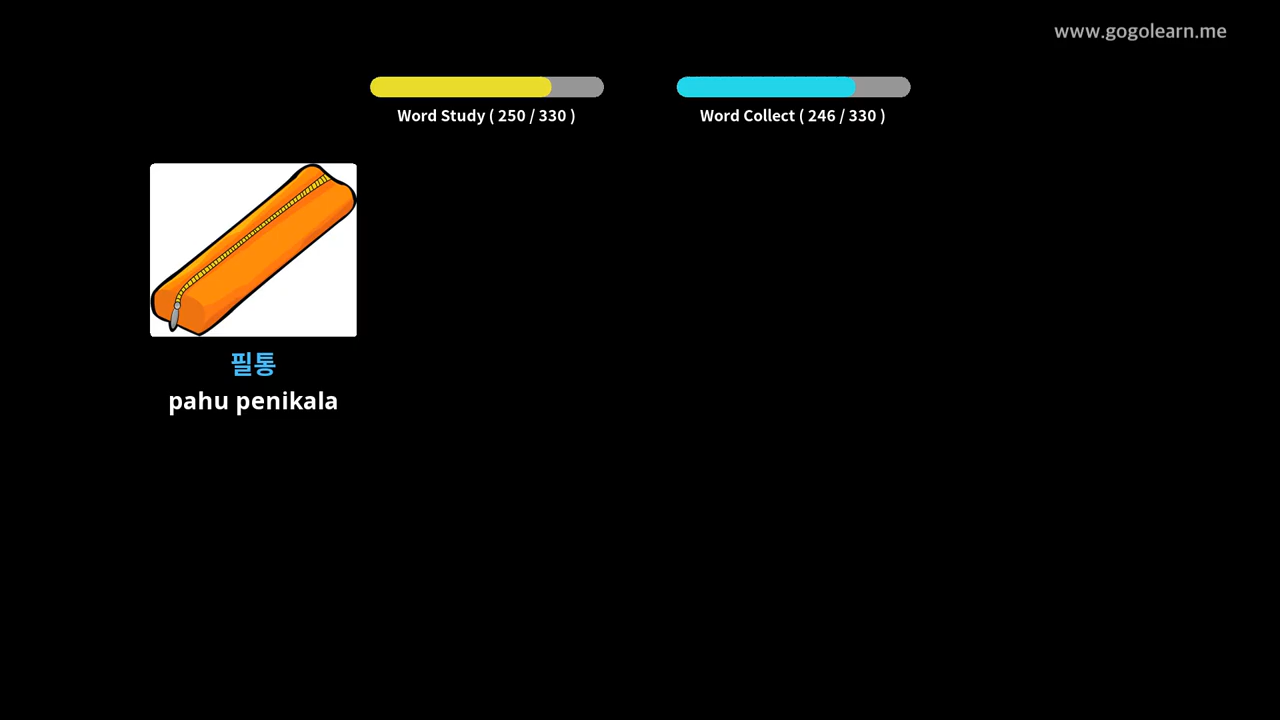 www.gogolearn.me
Word Study ( 250 / 330 )
Word Collect ( 246 / 330 )
필통
pahu penikala